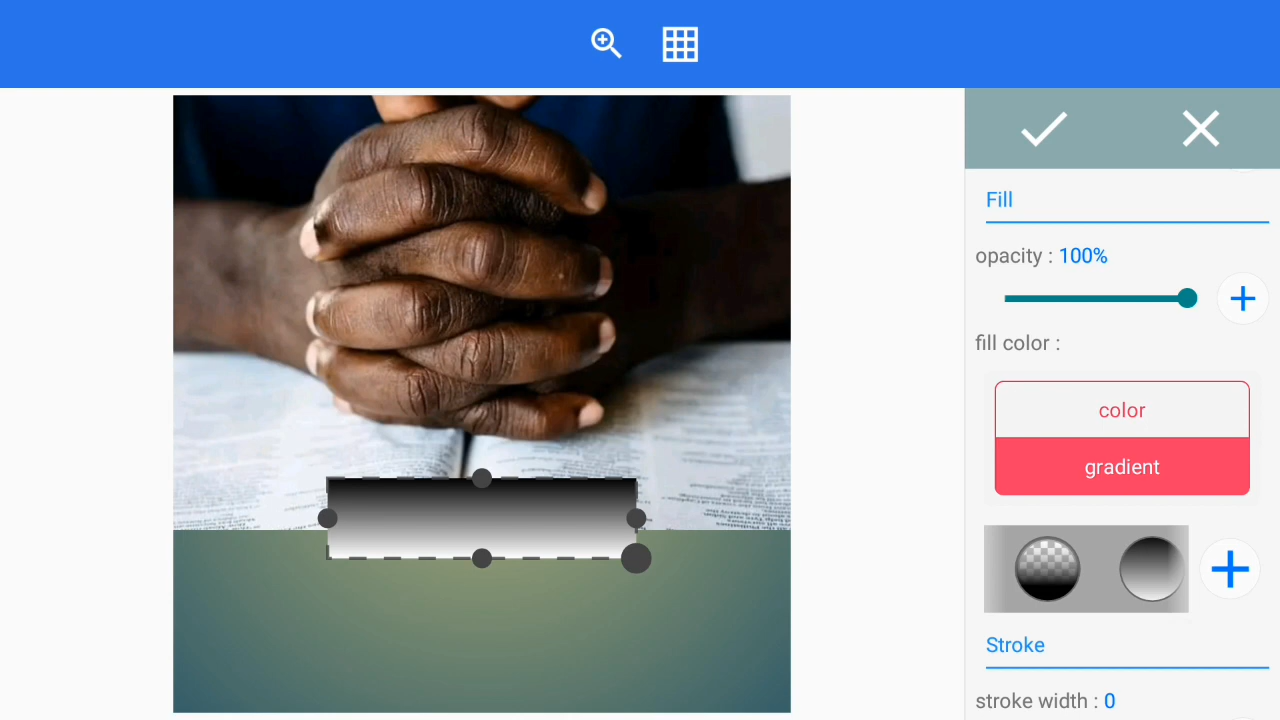 Fill
opacity : 100%
fill color :
color
gradient
Stroke
stroke width : 0